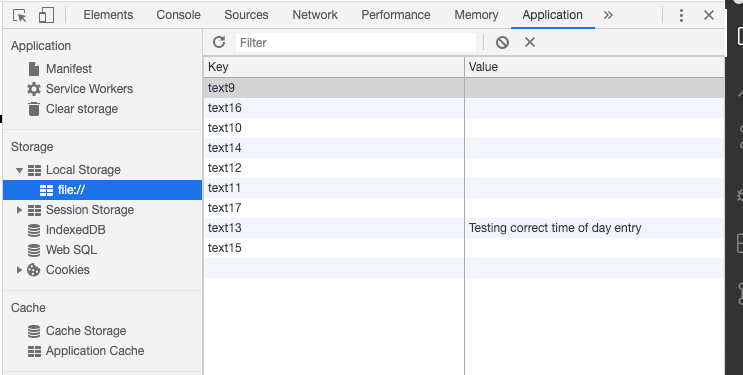 Elements Console Sources Network Performance Memory Application »
Application
Manifest
Service Workers
Clear storage
Storage
Local Storage
file://
Session Storage
IndexedDB
Web SQL
Cookies
Cache
Cache Storage
Application Cache
Filter
Key Value
text9
text16
text10
text14
text12
text11
text17
text13 Testing correct time of day entry
text15